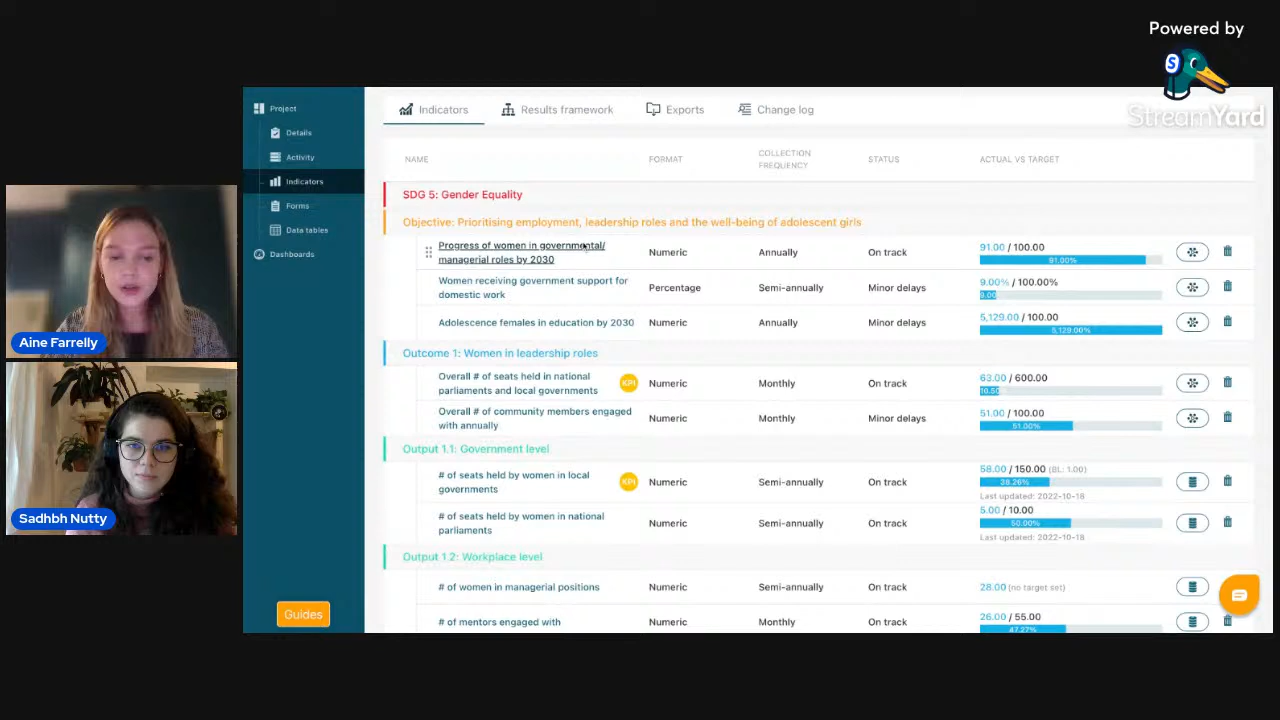 Powered by
S
StreamYard
Project
Details
Activity
Indicators
Forms
Data tables
Dashboards
Guides
Indicators
Results framework
Exports
Change log
NAME
FORMAT
COLLECTION
FREQUENCY
STATUS
ACTUAL VS TARGET
SDG 5: Gender Equality
Objective: Prioritising employment, leadership roles and the well-being of adolescent girls
Progress of women in governmental/
managerial roles by 2030
Numeric
Annually
On track
91.00 / 100.00
91.00%
Women receiving government support for
domestic work
Percentage
Semi-annually
Minor delays
9.00% / 100.00%
9.00
Adolescence females in education by 2030
Numeric
Annually
Minor delays
5,129.00 / 100.00
5,129.00%
Outcome 1: Women in leadership roles
Overall # of seats held in national
parliaments and local governments
KPI
Numeric
Monthly
On track
63.00 / 600.00
10.50
Overall # of community members engaged
with annually
Numeric
Monthly
Minor delays
51.00 / 100.00
51.00%
Output 1.1: Government level
# of seats held by women in local
governments
KPI
Numeric
Semi-annually
On track
58.00 / 150.00 (BL: 1.00)
38.26%
Last updated: 2022-10-18
# of seats held by women in national
parliaments
Numeric
Semi-annually
On track
5.00 / 10.00
50.00%
Last updated: 2022-10-18
Output 1.2: Workplace level
# of women in managerial positions
Numeric
Semi-annually
On track
28.00 (no target set)
# of mentors engaged with
Numeric
Monthly
On track
26.00 / 55.00
47.27%
Aine Farrelly
Sadhbh Nutty